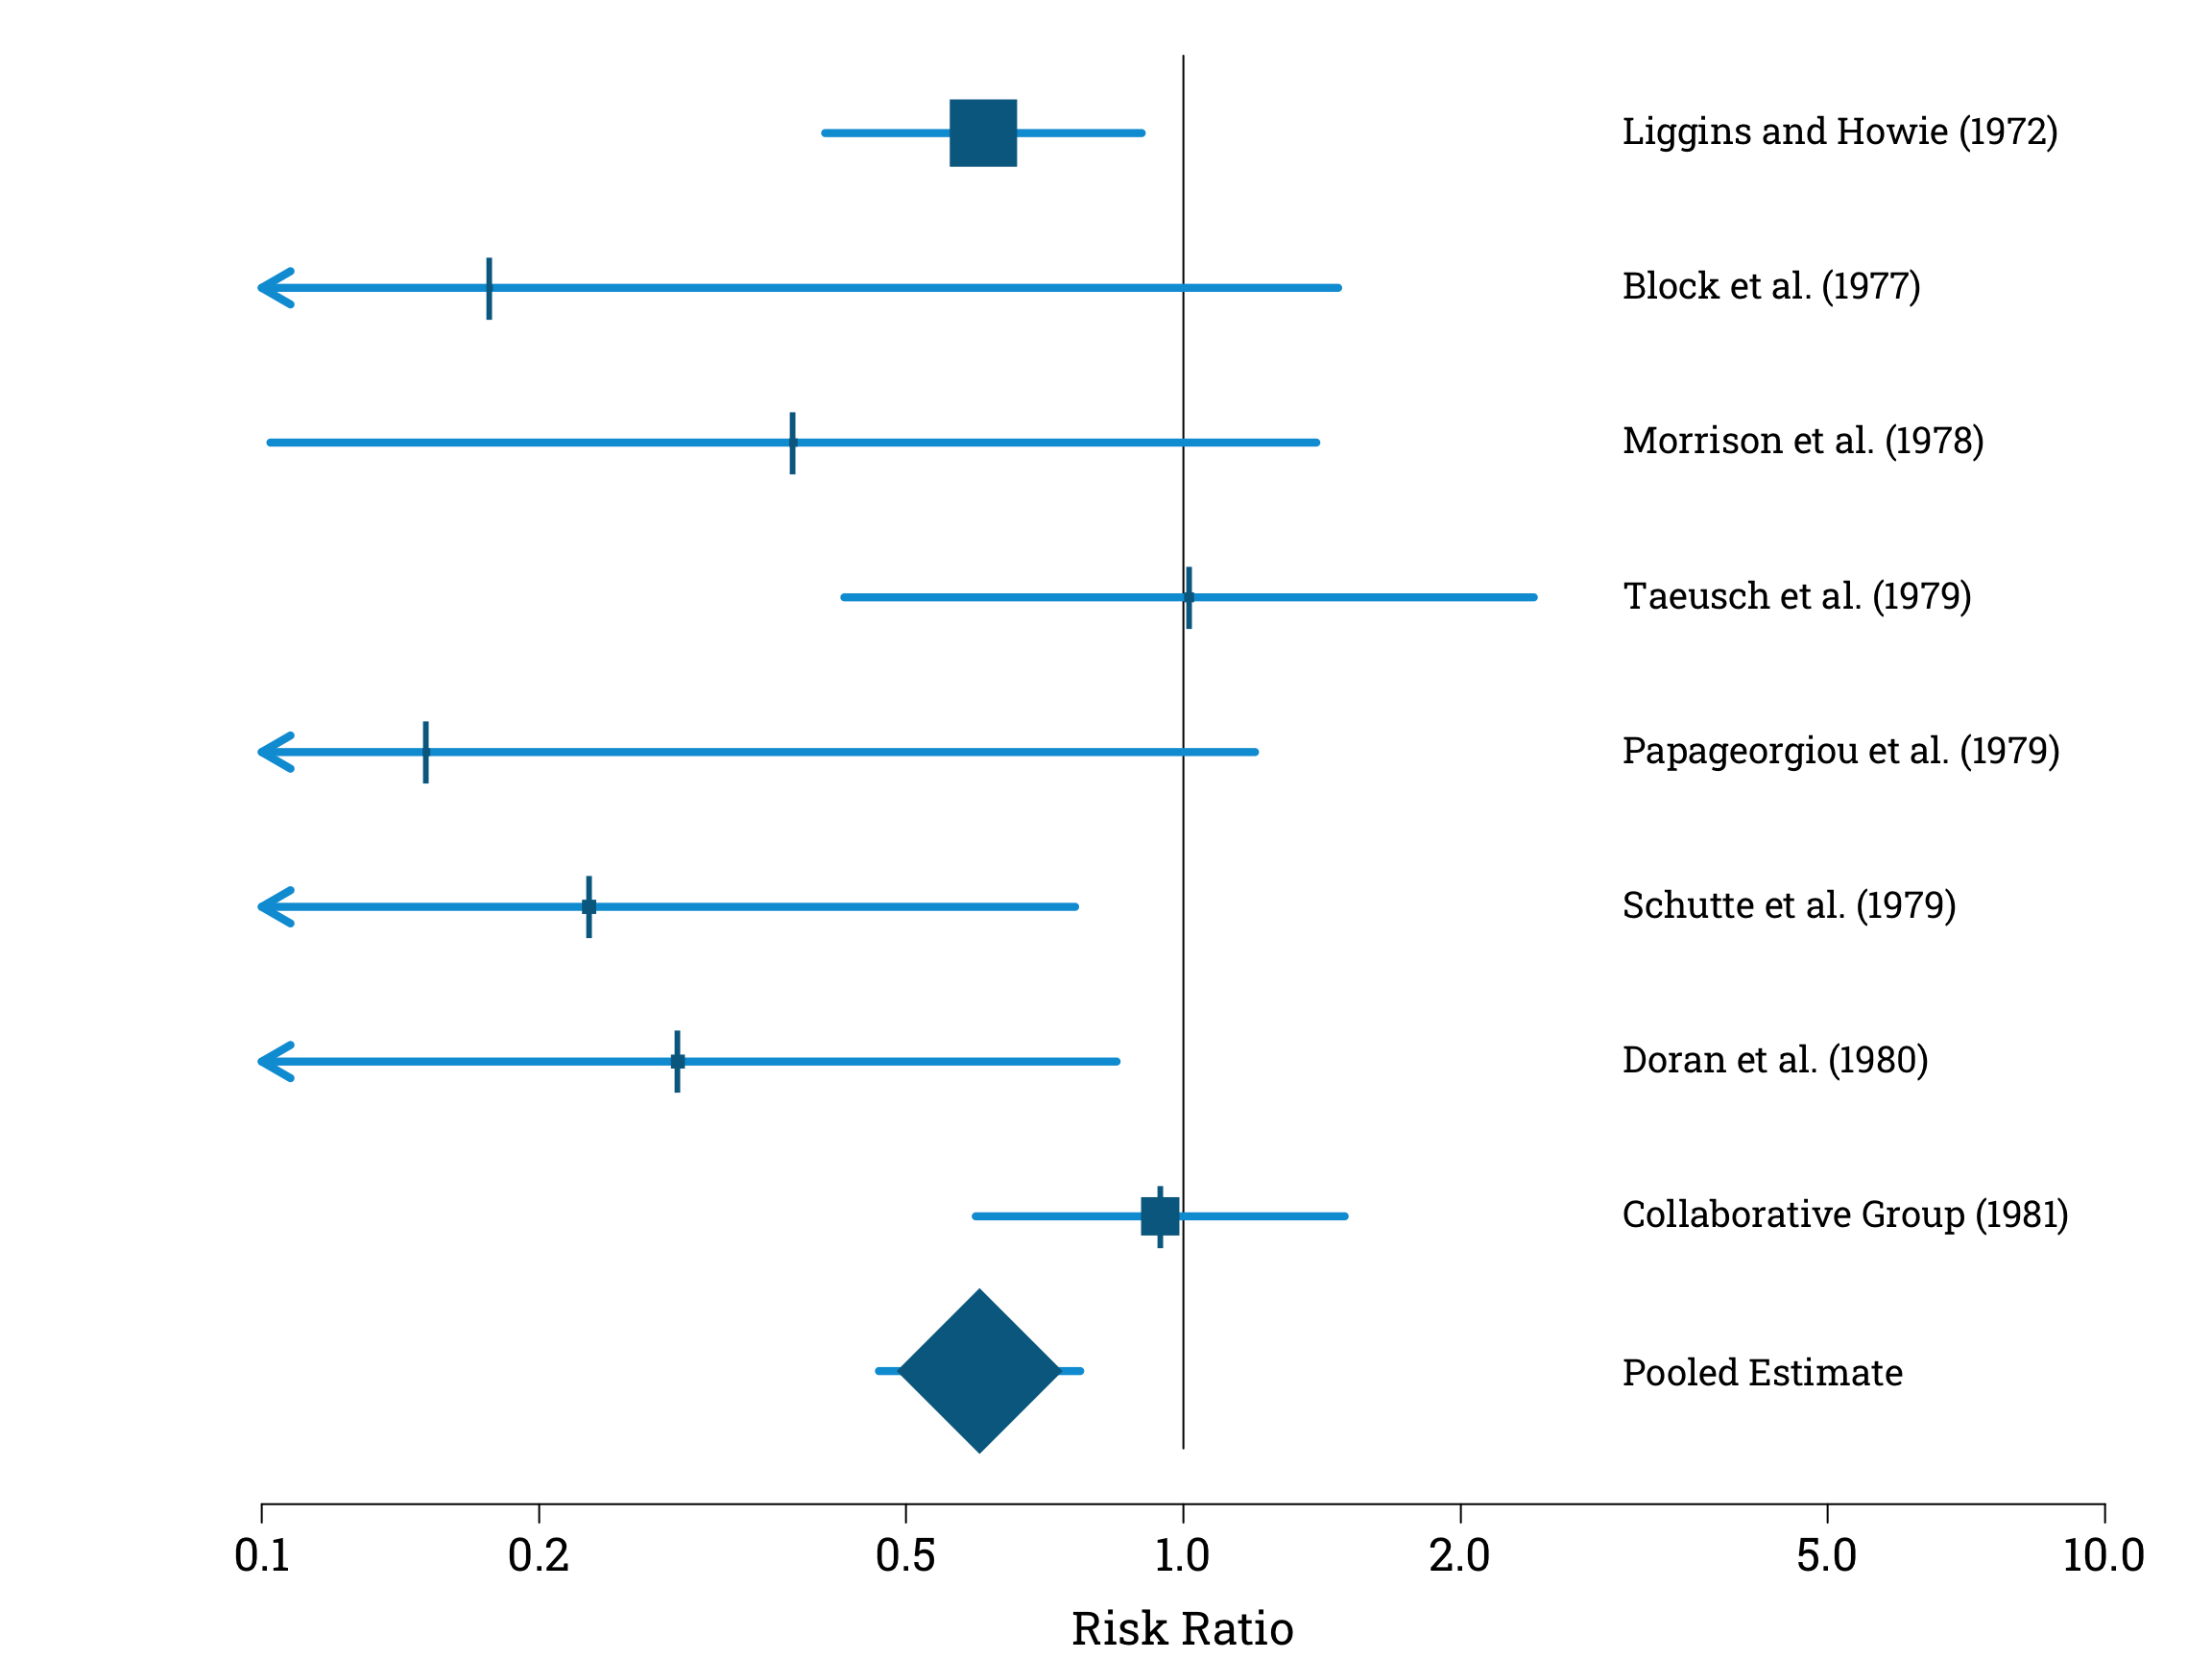 Liggins and Howie (1972)
Block et al. (1977)
Morrison et al. (1978)
Taeusch et al. (1979)
Papageorgiou et al. (1979)
Schutte et al. (1979)
Doran et al. (1980)
Collaborative Group (1981)
Pooled Estimate
0.1 0.2 0.5 1.0 2.0 5.0 10.0
Risk Ratio